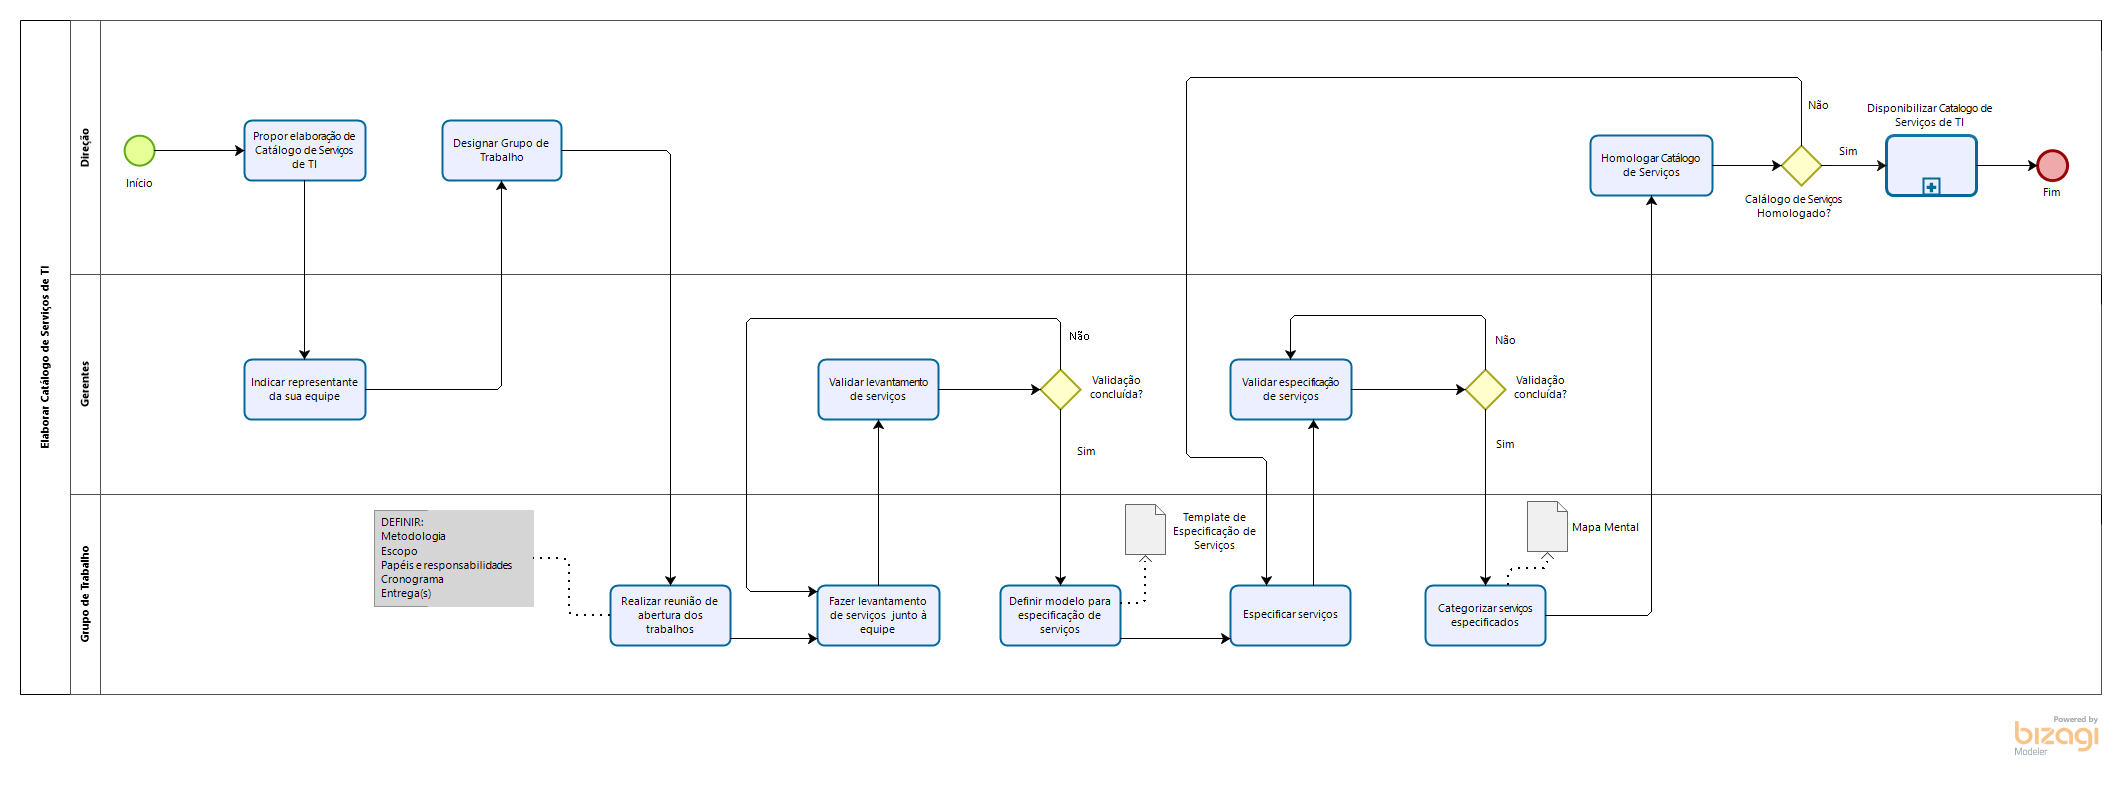 Elaborar Catálogo de Serviços de TI
Direção
Início
Propor elaboração de
Catálogo de Serviços
de TI
Designar Grupo de
Trabalho
Homologar Catálogo
de Serviços
Não
Sim
Calálogo de Serviços
Homologado?
Disponibilizar Catalogo de
Serviços de TI
Fim
Gerentes
Indicar representante
da sua equipe
Validar levantamento
de serviços
Não
Validação
concluída?
Sim
Validar especificação
de serviços
Não
Validação
concluída?
Sim
Grupo de Trabalho
DEFINIR:
Metodologia
Escopo
Papéis e responsabilidades
Cronograma
Entrega(s)
Realizar reunião de
abertura dos
trabalhos
Fazer levantamento
de serviços junto à
equipe
Definir modelo para
especificação de
serviços
Template de
Especificação de
Serviços
Especificar serviços
Categorizar serviços
especificados
Mapa Mental
Powered by
bizagi
Modeler